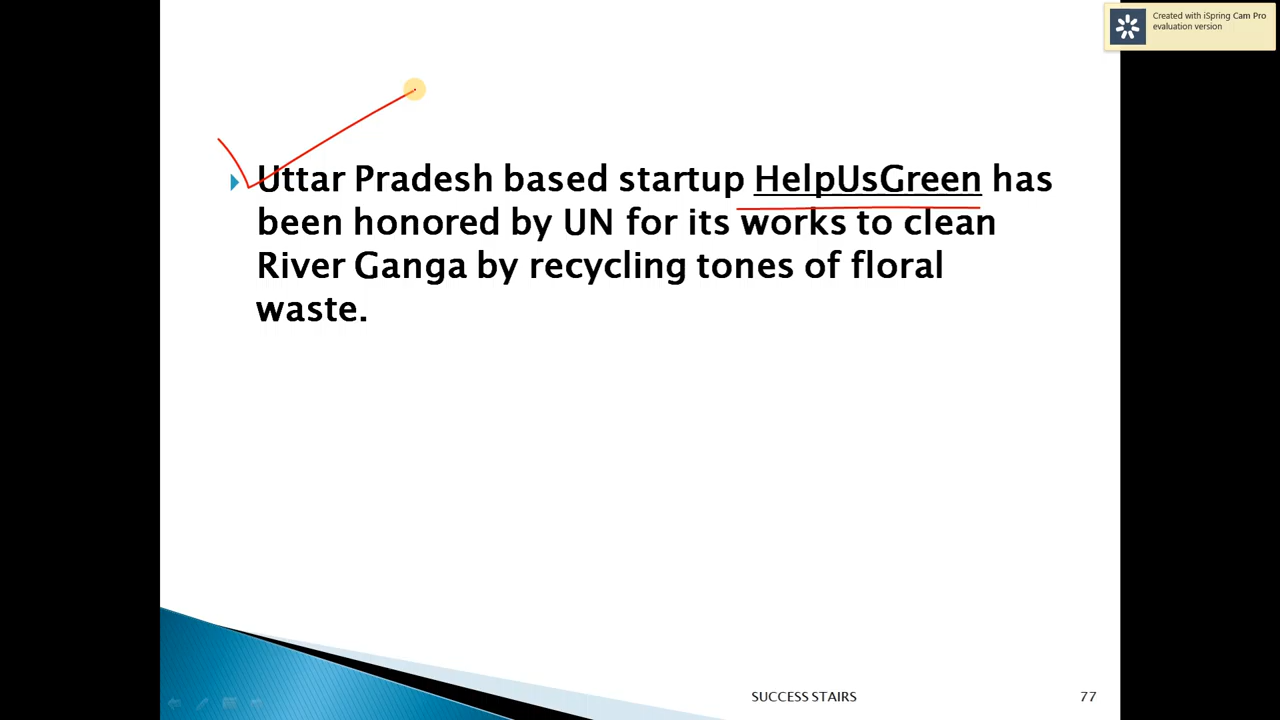 Created with iSpring Cam Pro
evaluation version
Uttar Pradesh based startup HelpUsGreen has
been honored by UN for its works to clean
River Ganga by recycling tones of floral
waste.
SUCCESS STAIRS
77